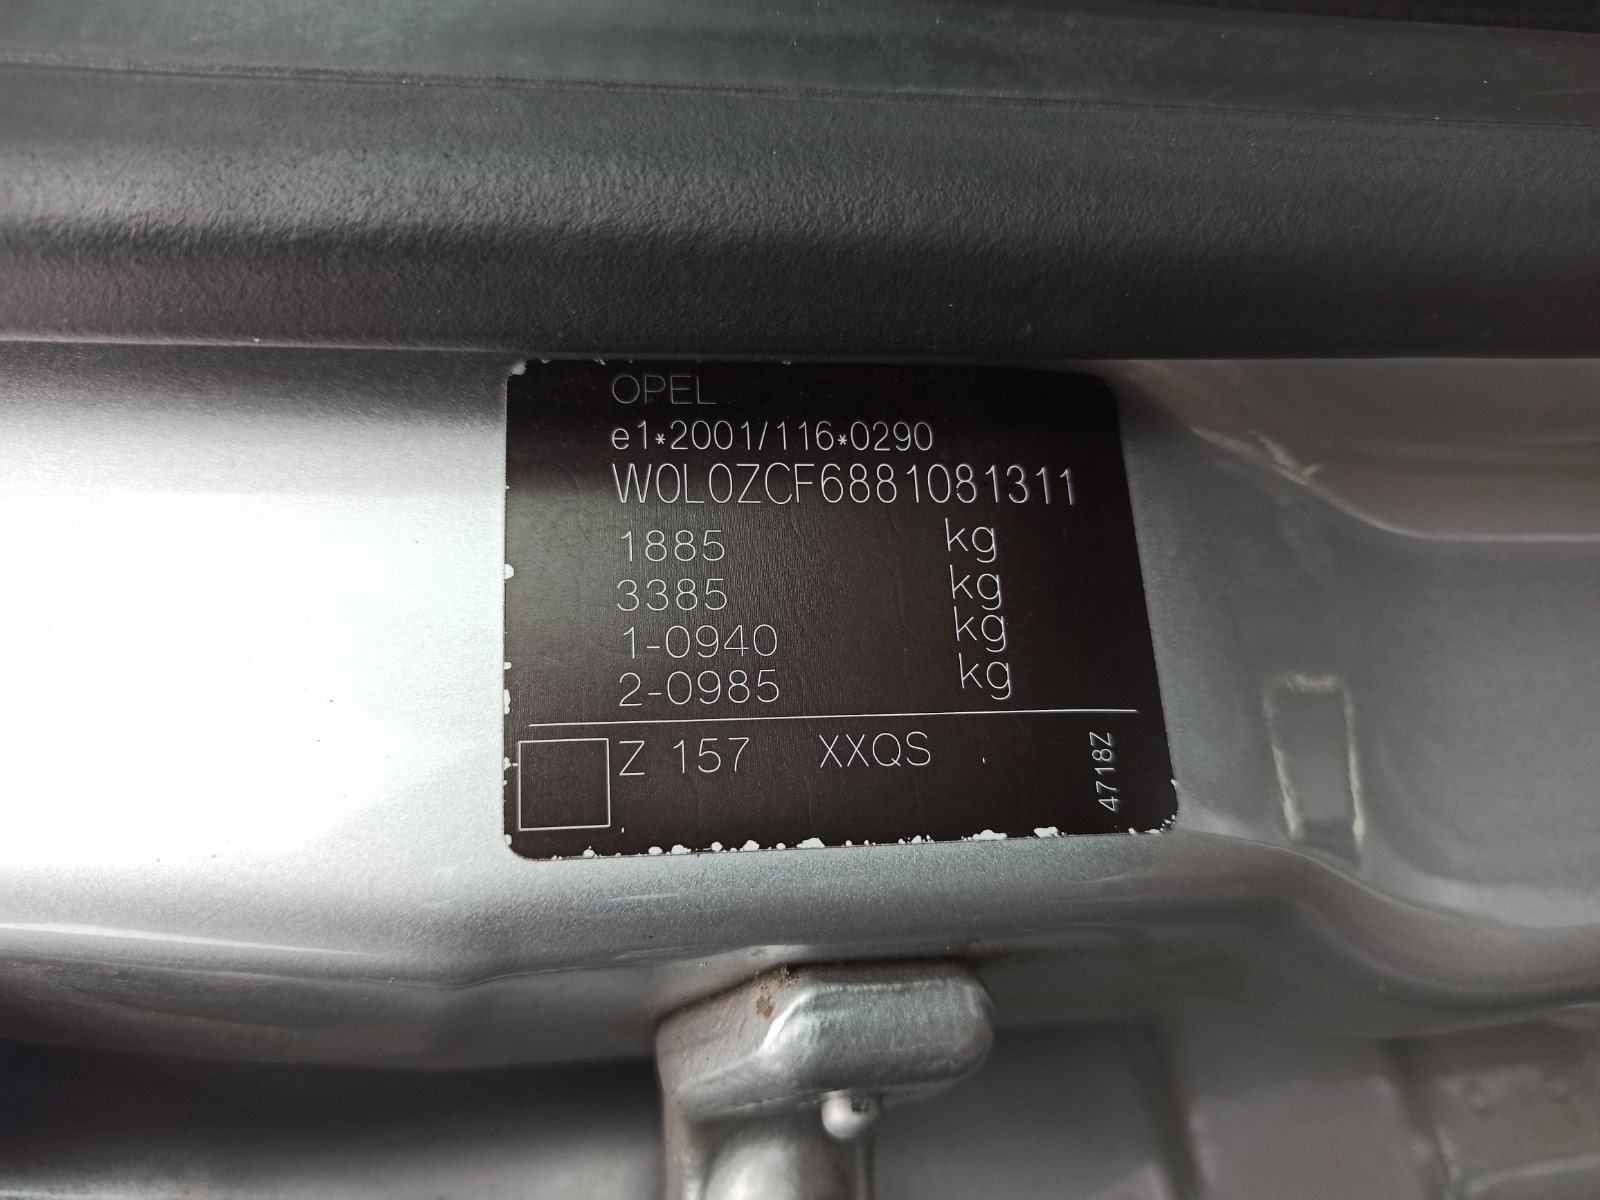 OPEL
e1*2001/116*0290
W0L0ZCF6881081311
1885 kg
3385 kg
1-0940 kg
2-0985 kg
Z 157 XXQS
4718Z